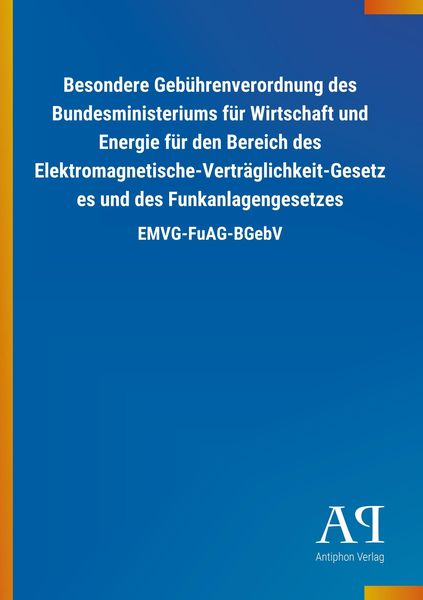 Besondere Gebührenverordnung des
Bundesministeriums für Wirtschaft und
Energie für den Bereich des
Elektromagnetische-Verträglichkeit-Gesetz
es und des Funkanlagengesetzes
EMVG-FuAG-BGebV
AP
Antiphon Verlag